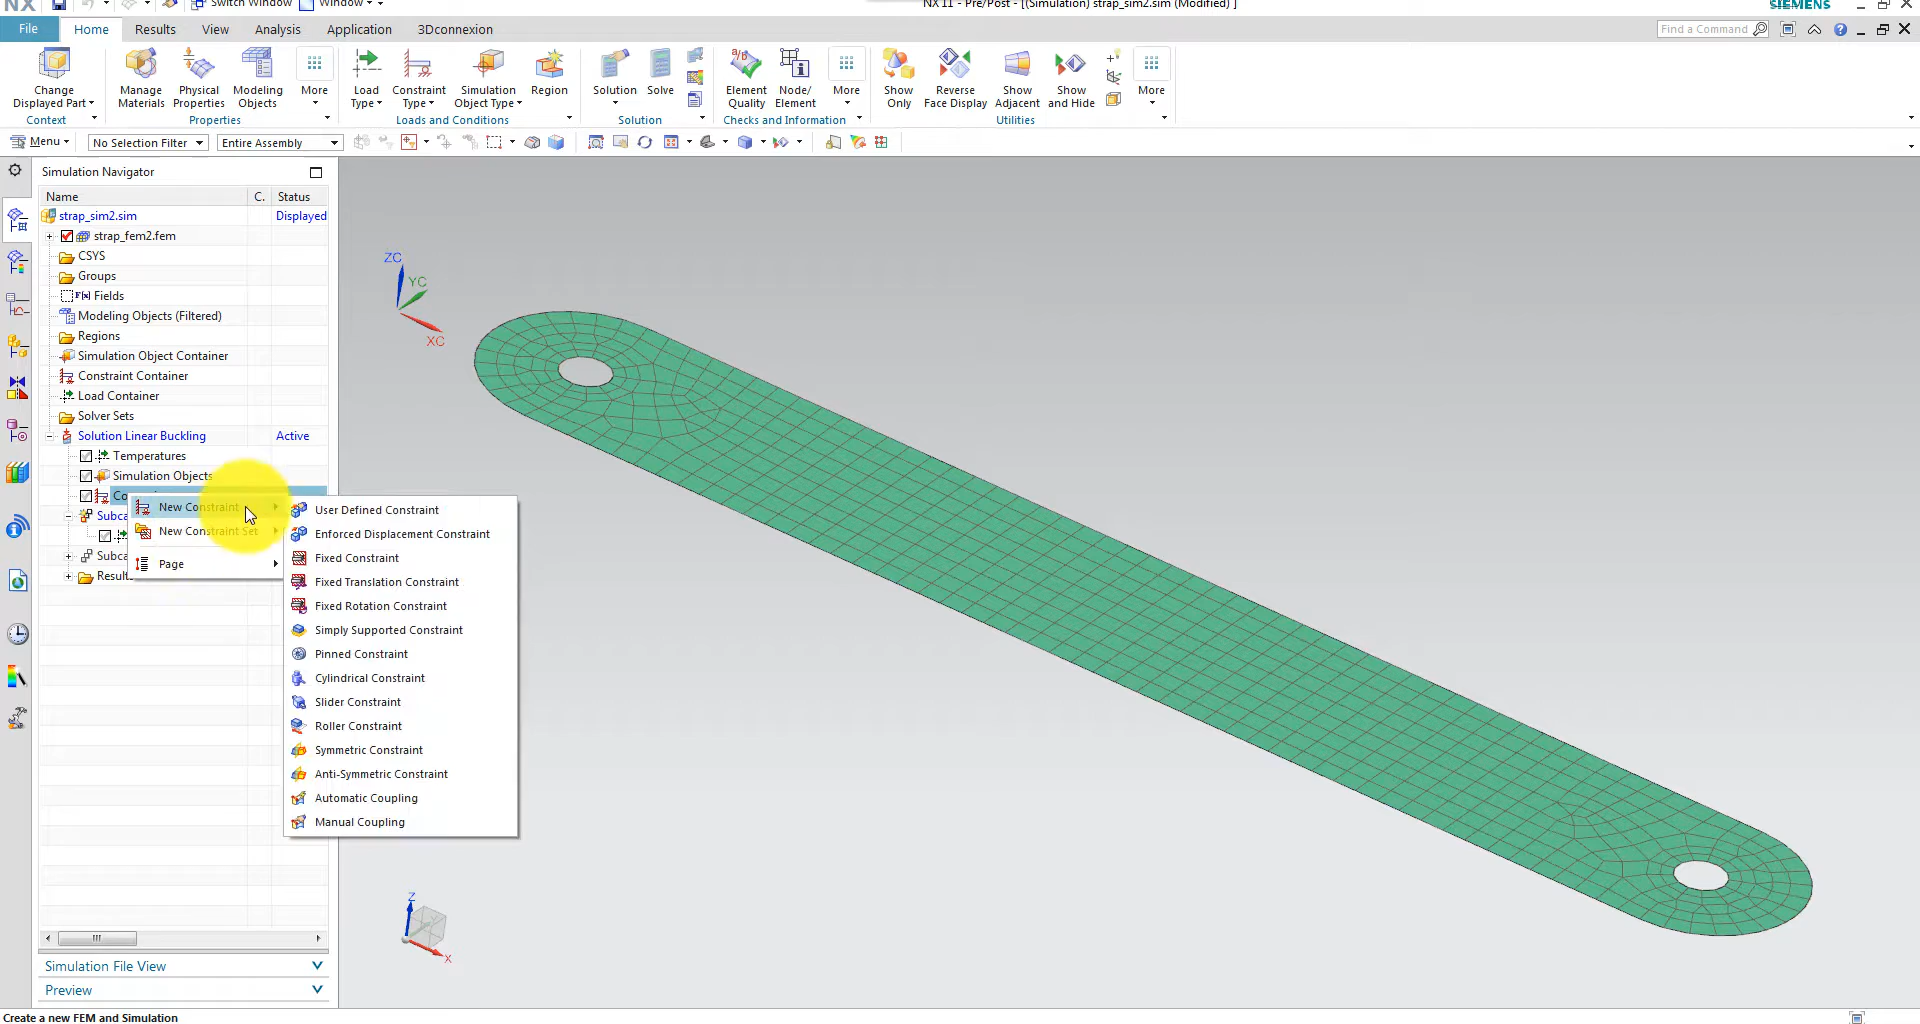 NX
Switch Window
Window
NX 11 - Pre/Post - [(Simulation) strap_sim2.sim (Modified) ]
SIEMENS
File
Home
Results
View
Analysis
Application
3Dconnexion
Find a Command
Change
Displayed Part
Manage
Materials
Physical
Properties
Modeling
Objects
More
Load
Type
Constraint
Type
Simulation
Object Type
Region
Solution
Solve
Element
Quality
Node/
Element
More
Show
Only
Reverse
Face Display
Show
Adjacent
Show
and Hide
More
Context
Properties
Loads and Conditions
Solution
Checks and Information
Utilities
Menu
No Selection Filter
Entire Assembly
Simulation Navigator
Name
C.
Status
strap_sim2.sim
Displayed
strap_fem2.fem
CSYS
Groups
Fields
Modeling Objects (Filtered)
Regions
Simulation Object Container
Constraint Container
Load Container
Solver Sets
Solution Linear Buckling
Active
Temperatures
Simulation Objects
Co
Subca
Subca
Result
New Constraint
New Constraint Set
Page
User Defined Constraint
Enforced Displacement Constraint
Fixed Constraint
Fixed Translation Constraint
Fixed Rotation Constraint
Simply Supported Constraint
Pinned Constraint
Cylindrical Constraint
Slider Constraint
Roller Constraint
Symmetric Constraint
Anti-Symmetric Constraint
Automatic Coupling
Manual Coupling
ZC
YC
XC
Z
X
Simulation File View
Preview
Create a new FEM and Simulation